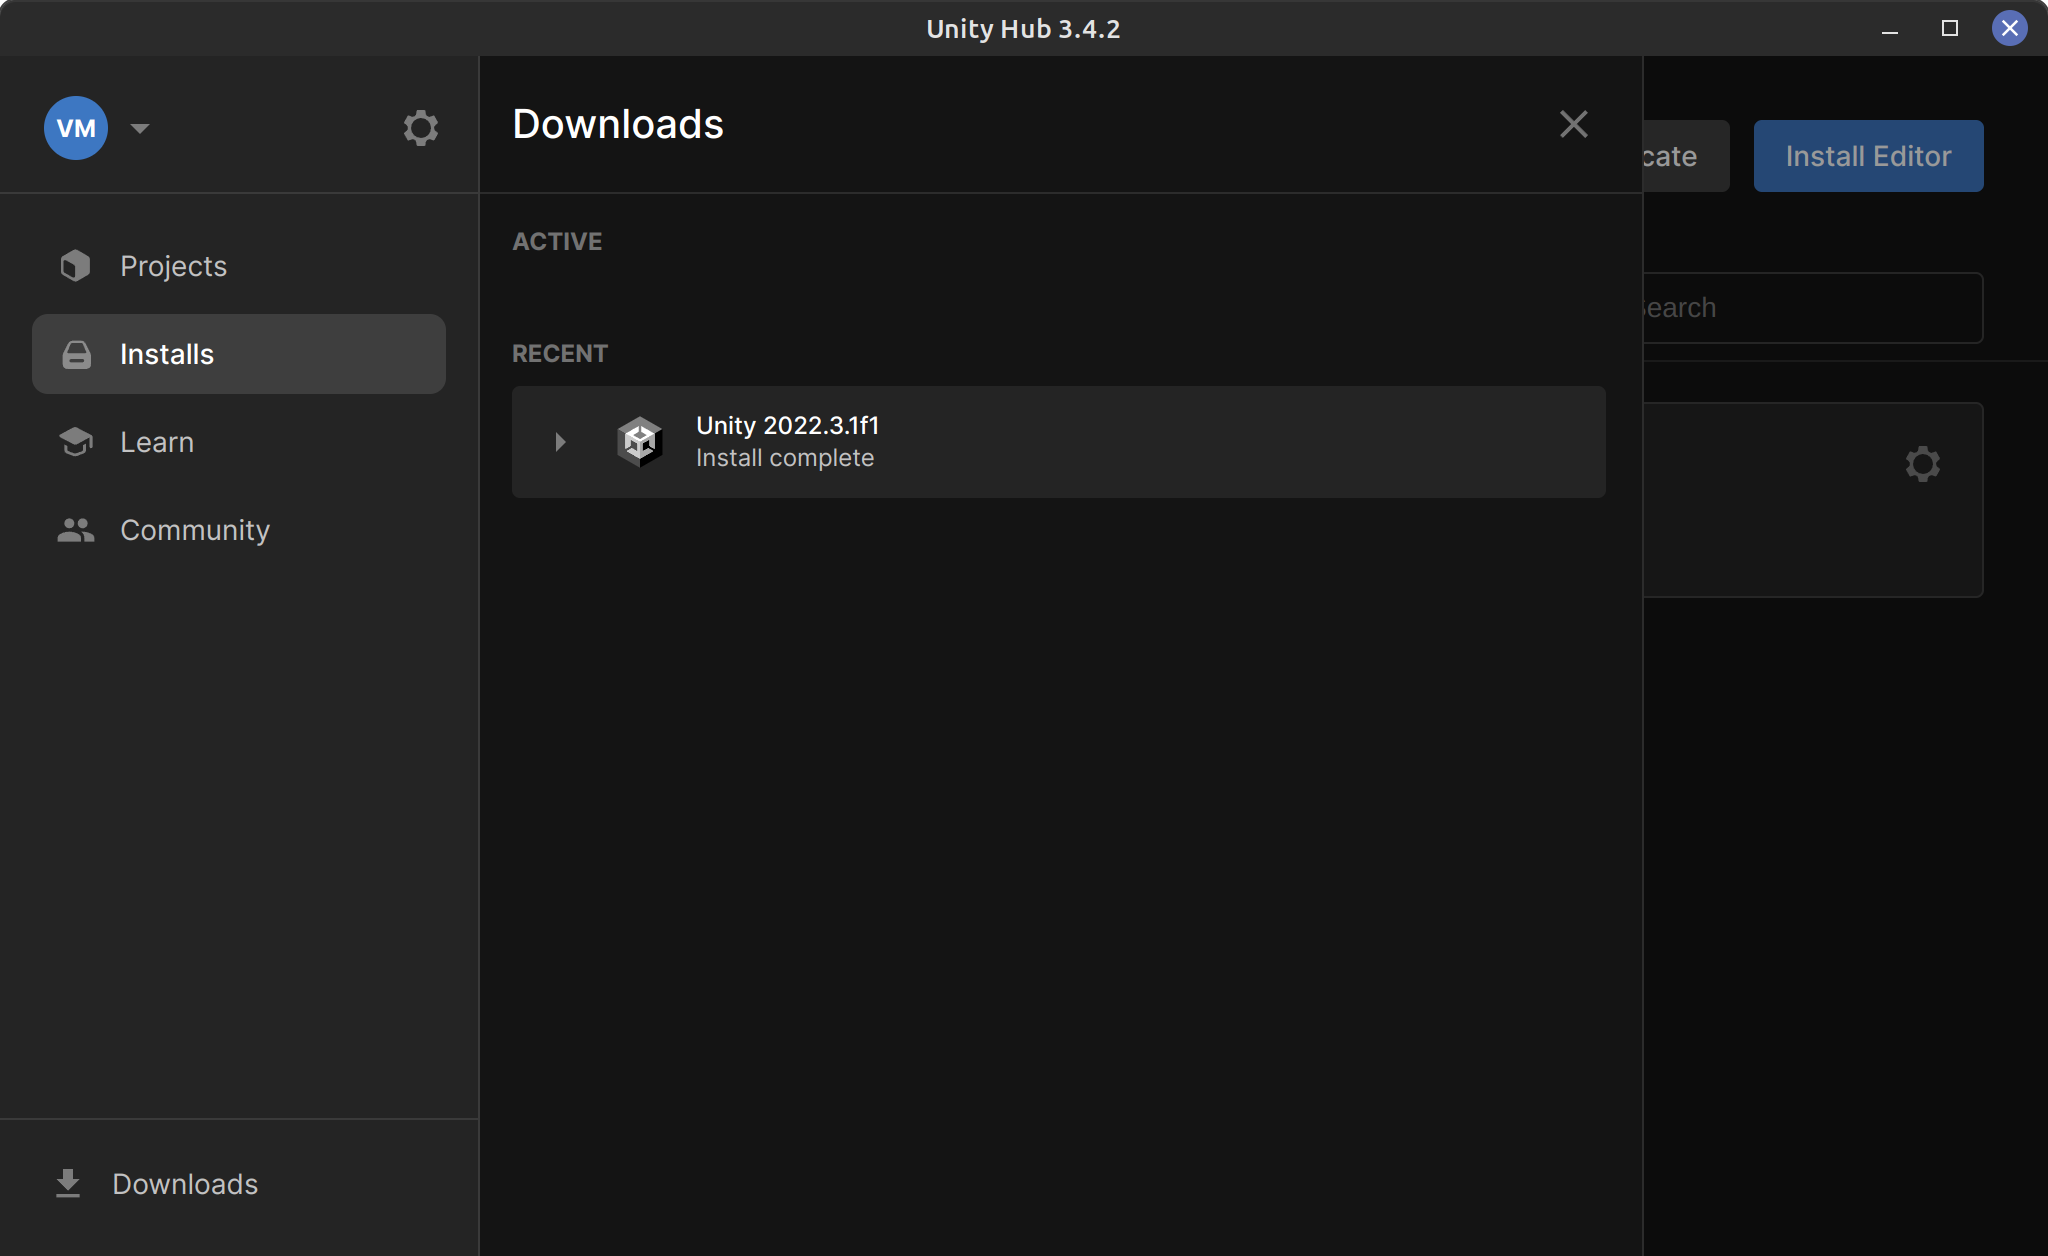 Unity Hub 3.4.2
VM
Downloads
cate
Install Editor
ACTIVE
Projects
Search
Installs
RECENT
Unity 2022.3.1f1
Install complete
Learn
Community
Downloads